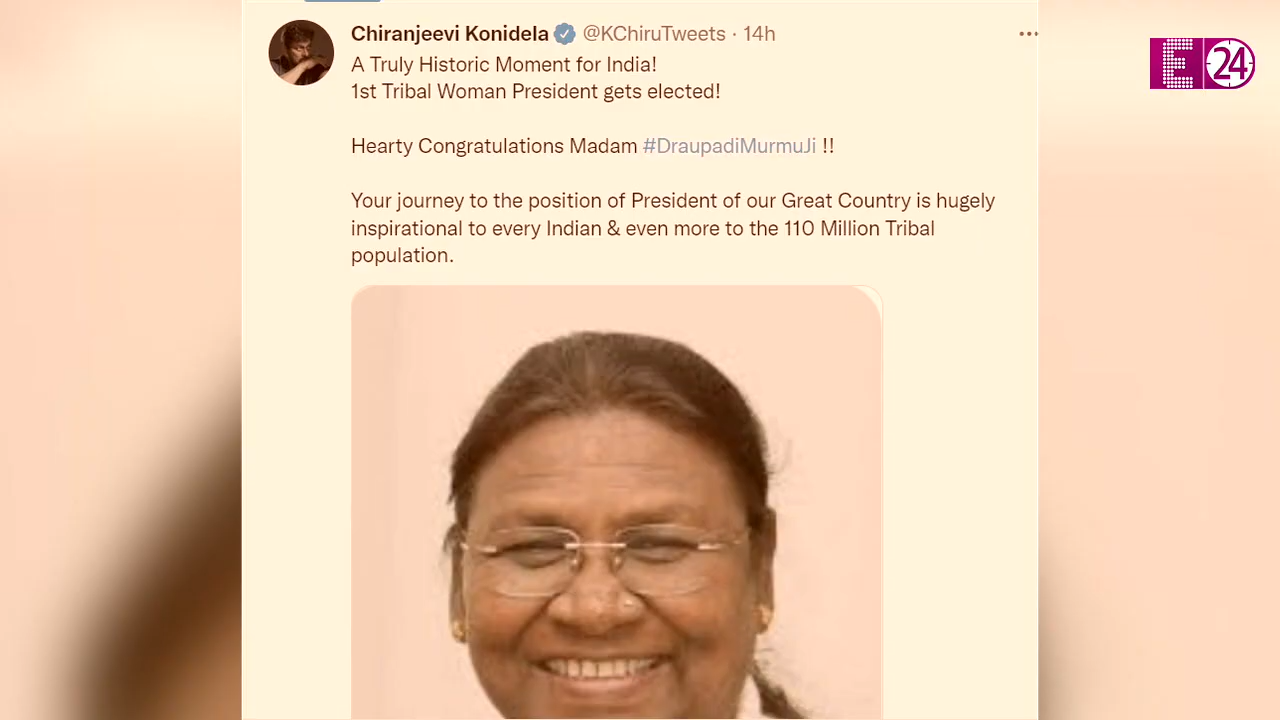 Chiranjeevi Konidela @KChiruTweets · 14h
A Truly Historic Moment for India!
1st Tribal Woman President gets elected!
Hearty Congratulations Madam #DraupadiMurmuJi !!
Your journey to the position of President of our Great Country is hugely
inspirational to every Indian & even more to the 110 Million Tribal
population.
E24